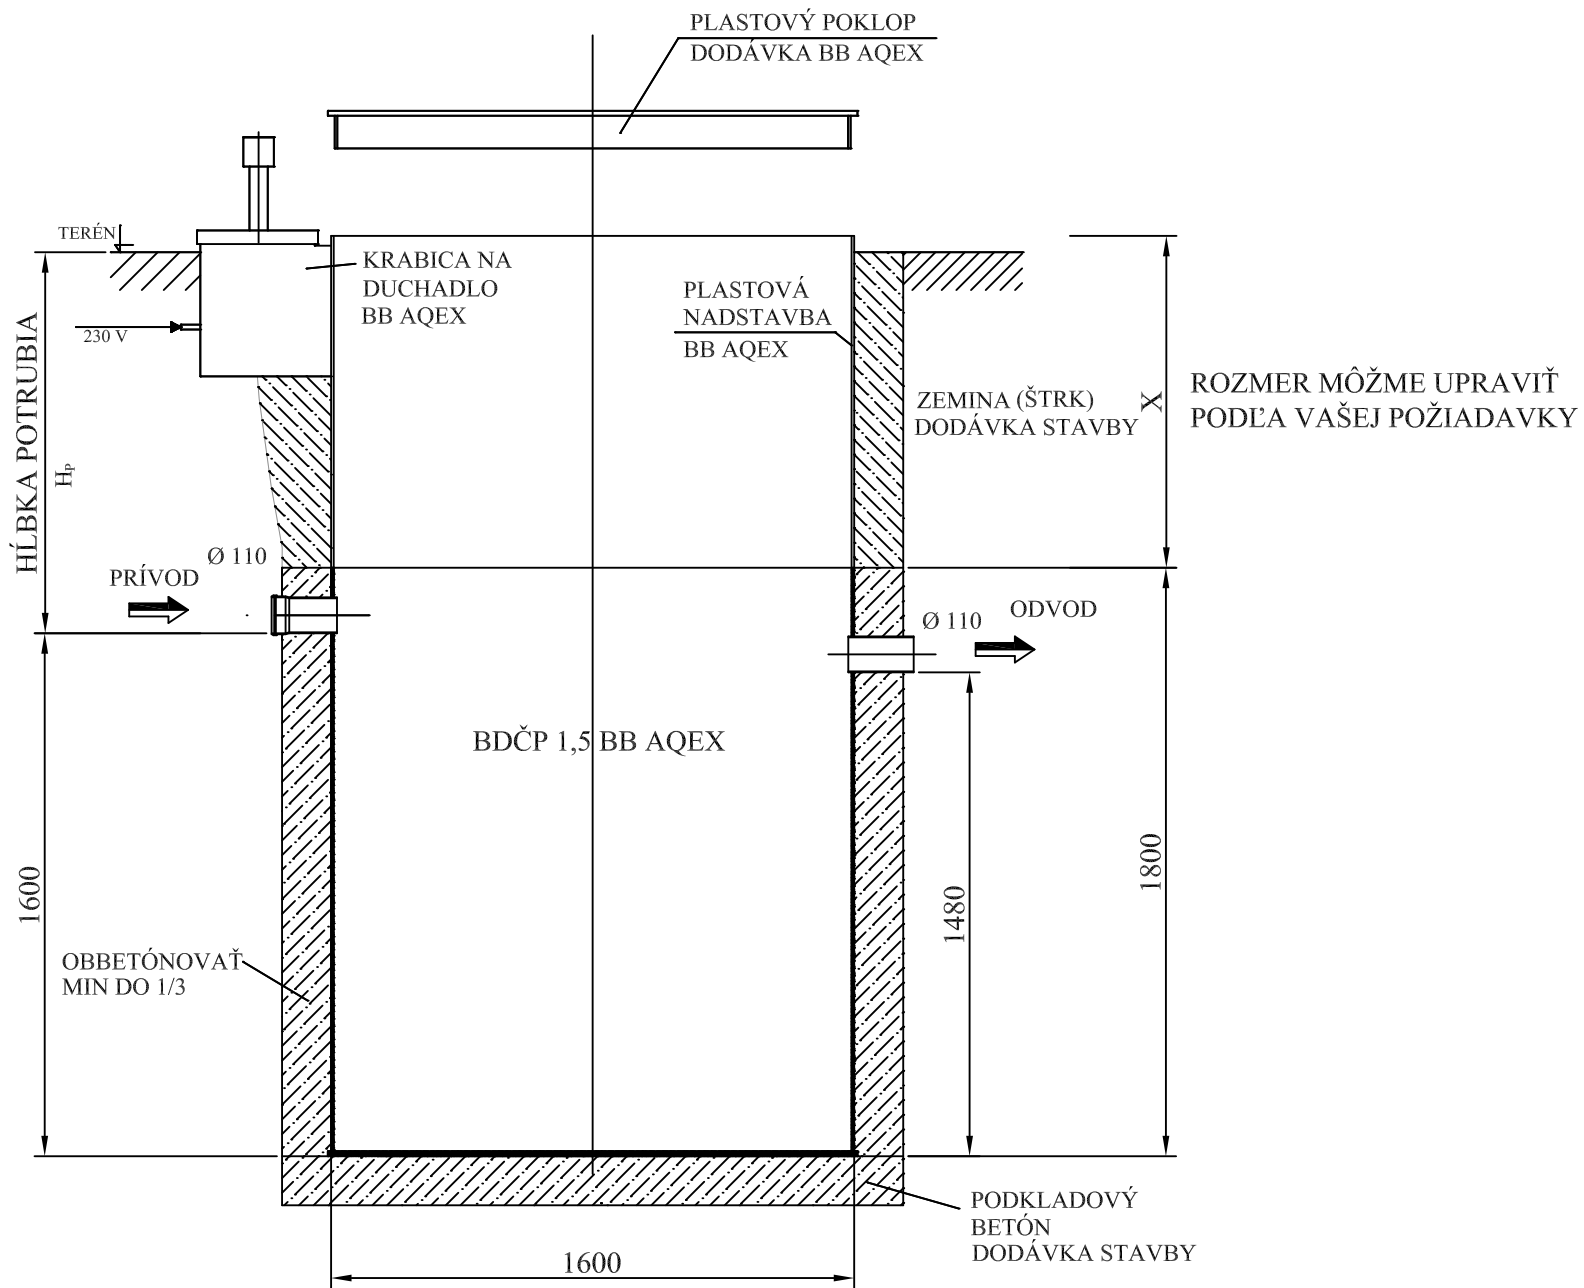 PLASTOVÝ POKLOP
DODÁVKA BB AQEX
TERÉN
KRABICA NA
DUCHADLO
BB AQEX
PLASTOVÁ
NADSTAVBA
BB AQEX
230 V
HĹBKA POTRUBIA
Hₚ
ZEMINA (ŠTRK)
DODÁVKA STAVBY
X
ROZMER MÔŽME UPRAVIŤ
PODĽA VAŠEJ POŽIADAVKY
Ø 110
PRÍVOD
Ø 110
ODVOD
BDČP 1,5 BB AQEX
1600
1480
1800
OBBETÓNOVAŤ
MIN DO 1/3
PODKLADOVÝ
BETÓN
DODÁVKA STAVBY
1600